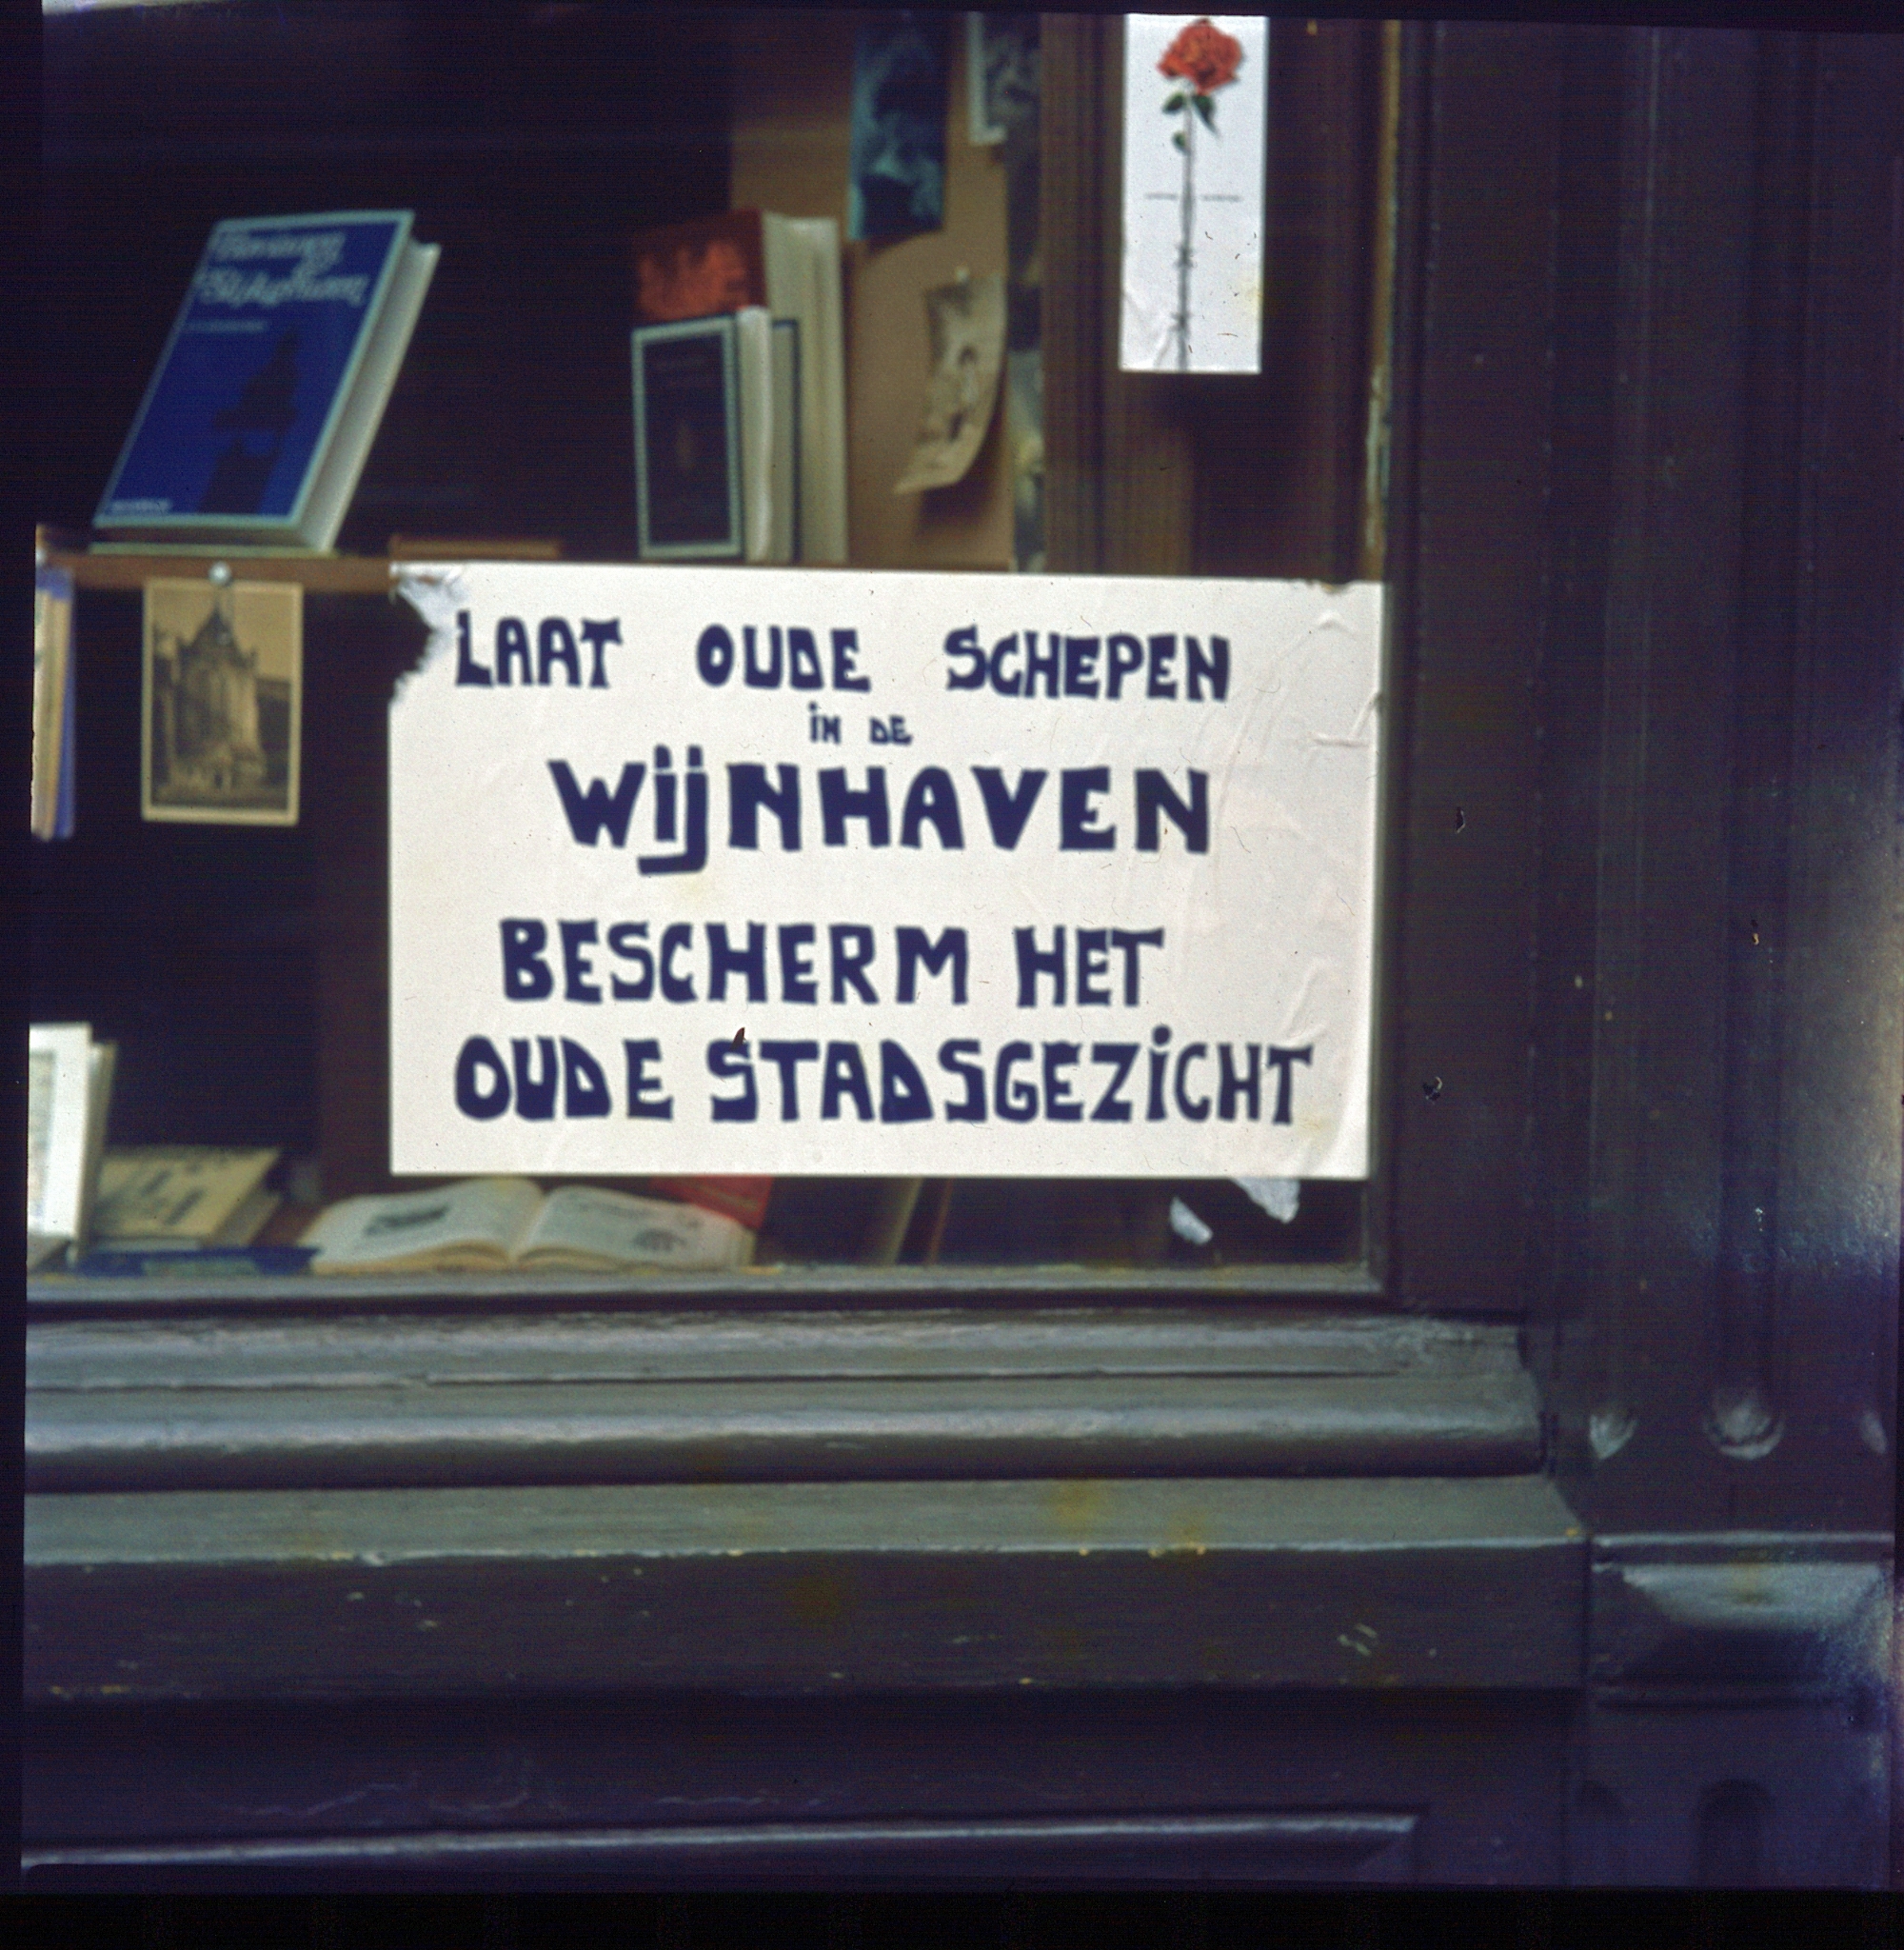 LAAT OUDE SCHEPEN
iN DE
WijNHAVEN
BESCHERM HET
OUDE STADSGEZiCHT